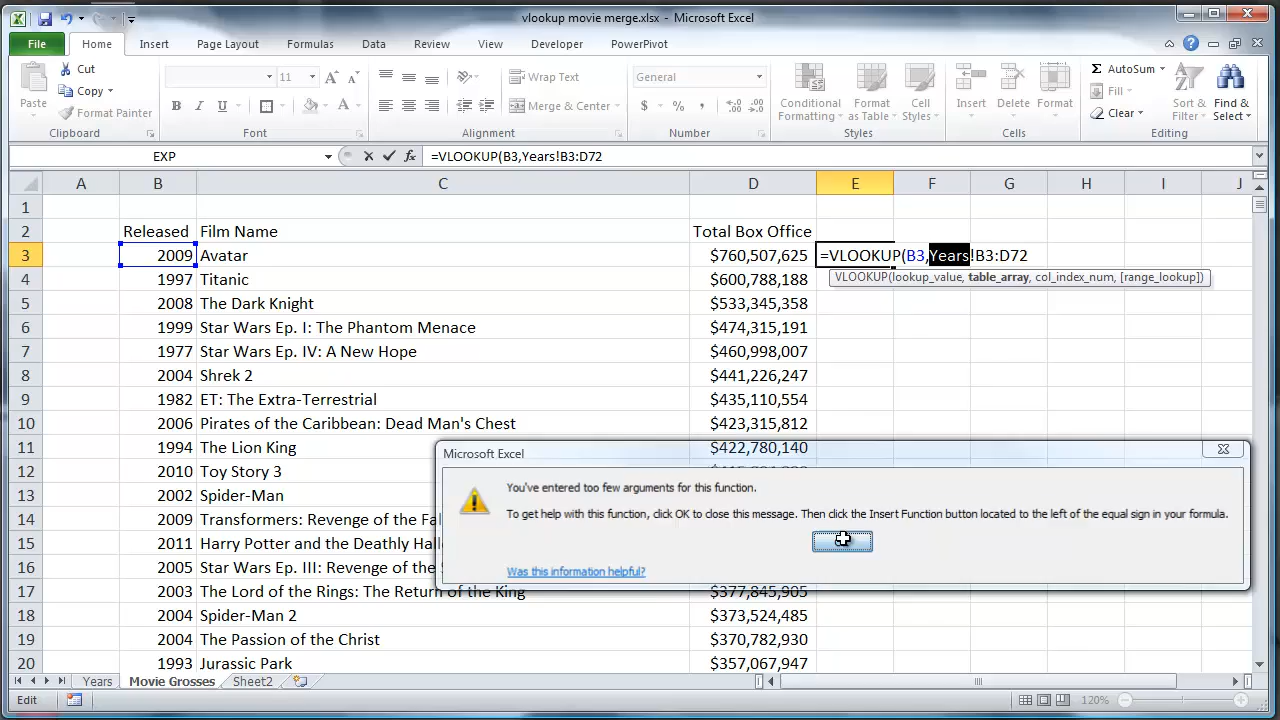 vlookup movie merge.xlsx - Microsoft Excel
File Home Insert Page Layout Formulas Data Review View Developer PowerPivot
Paste Cut Copy Format Painter
11 Wrap Text Merge & Center
General
$ % ,
Conditional Formatting Format as Table Cell Styles
Insert Delete Format
AutoSum Fill Clear Sort & Filter Find & Select
Clipboard Font Alignment Number Styles Cells Editing
EXP =VLOOKUP(B3,Years!B3:D72
A B C D E F G H I J
1
2 Released Film Name Total Box Office
3 2009 Avatar $760,507,625 =VLOOKUP(B3,Years!B3:D72
VLOOKUP(lookup_value, table_array, col_index_num, [range_lookup])
4 1997 Titanic $600,788,188
5 2008 The Dark Knight $533,345,358
6 1999 Star Wars Ep. I: The Phantom Menace $474,315,191
7 1977 Star Wars Ep. IV: A New Hope $460,998,007
8 2004 Shrek 2 $441,226,247
9 1982 ET: The Extra-Terrestrial $435,110,554
10 2006 Pirates of the Caribbean: Dead Man's Chest $423,315,812
11 1994 The Lion King $422,780,140
12 2010 Toy Story 3
13 2002 Spider-Man
14 2009 Transformers: Revenge of the Fal
15 2011 Harry Potter and the Deathly Hall
16 2005 Star Wars Ep. III: Revenge of the
17 2003 The Lord of the Rings: The Return of the King $377,845,905
18 2004 Spider-Man 2 $373,524,485
19 2004 The Passion of the Christ $370,782,930
20 1993 Jurassic Park $357,067,947
Microsoft Excel
You've entered too few arguments for this function.
To get help with this function, click OK to close this message. Then click the Insert Function button located to the left of the equal sign in your formula.
Was this information helpful?
Years Movie Grosses Sheet2
Edit 120%